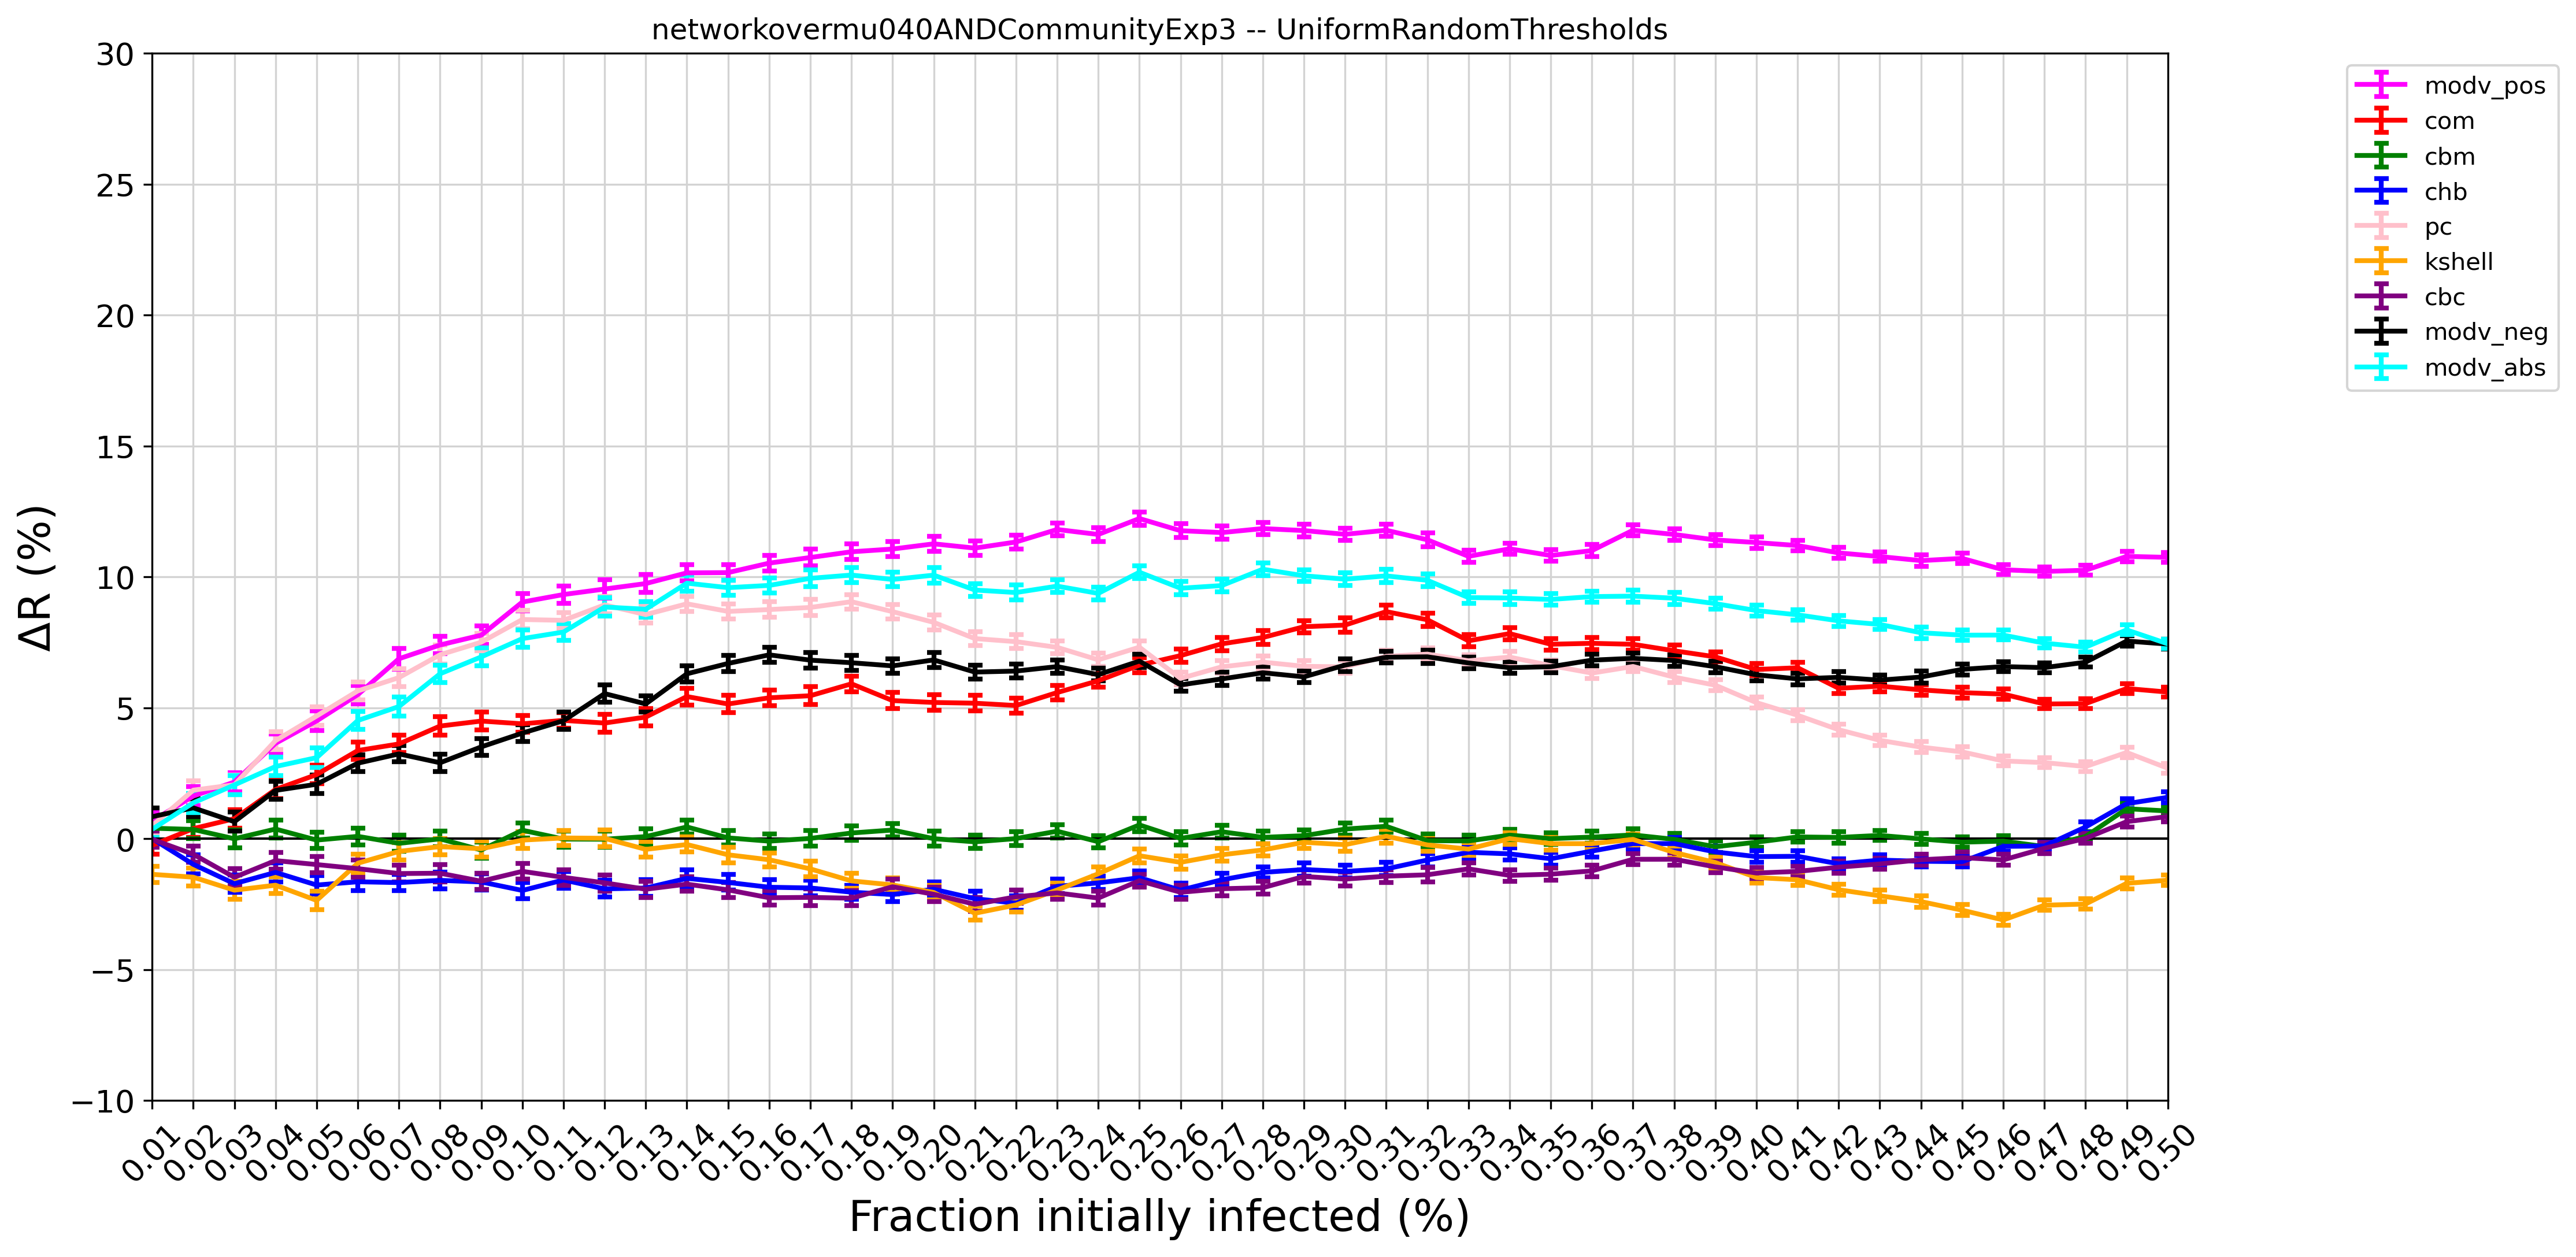 networkovermu040ANDCommunityExp3 -- UniformRandomThresholds
30
25
20
15
10
5
0
−5
−10
ΔR (%)
0.01 0.02 0.03 0.04 0.05 0.06 0.07 0.08 0.09 0.10 0.11 0.12 0.13 0.14 0.15 0.16 0.17 0.18 0.19 0.20 0.21 0.22 0.23 0.24 0.25 0.26 0.27 0.28 0.29 0.30 0.31 0.32 0.33 0.34 0.35 0.36 0.37 0.38 0.39 0.40 0.41 0.42 0.43 0.44 0.45 0.46 0.47 0.48 0.49 0.50
Fraction initially infected (%)
modv_pos
com
cbm
chb
pc
kshell
cbc
modv_neg
modv_abs